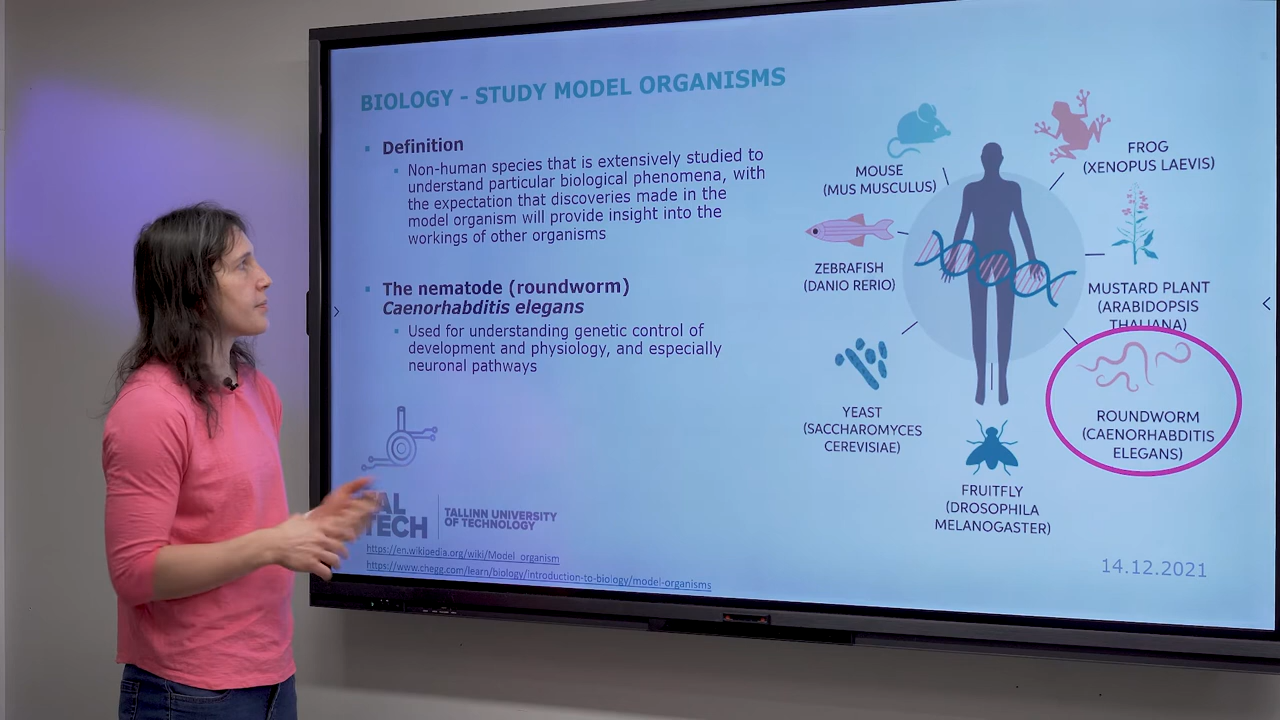 BIOLOGY - STUDY MODEL ORGANISMS
Definition
Non-human species that is extensively studied to
understand particular biological phenomena, with
the expectation that discoveries made in the
model organism will provide insight into the
workings of other organisms
The nematode (roundworm)
Caenorhabditis elegans
Used for understanding genetic control of
development and physiology, and especially
neuronal pathways
MOUSE
(MUS MUSCULUS)
FROG
(XENOPUS LAEVIS)
ZEBRAFISH
(DANIO RERIO)
MUSTARD PLANT
(ARABIDOPSIS
THALIANA)
YEAST
(SACCHAROMYCES
CEREVISIAE)
ROUNDWORM
(CAENORHABDITIS
ELEGANS)
FRUITFLY
(DROSOPHILA
MELANOGASTER)
TECH
TALLINN UNIVERSITY
OF TECHNOLOGY
https://en.wikipedia.org/wiki/Model_organism
https://www.thegg.com/learn/biology/introduction-to-biology/model-organisms
14.12.2021